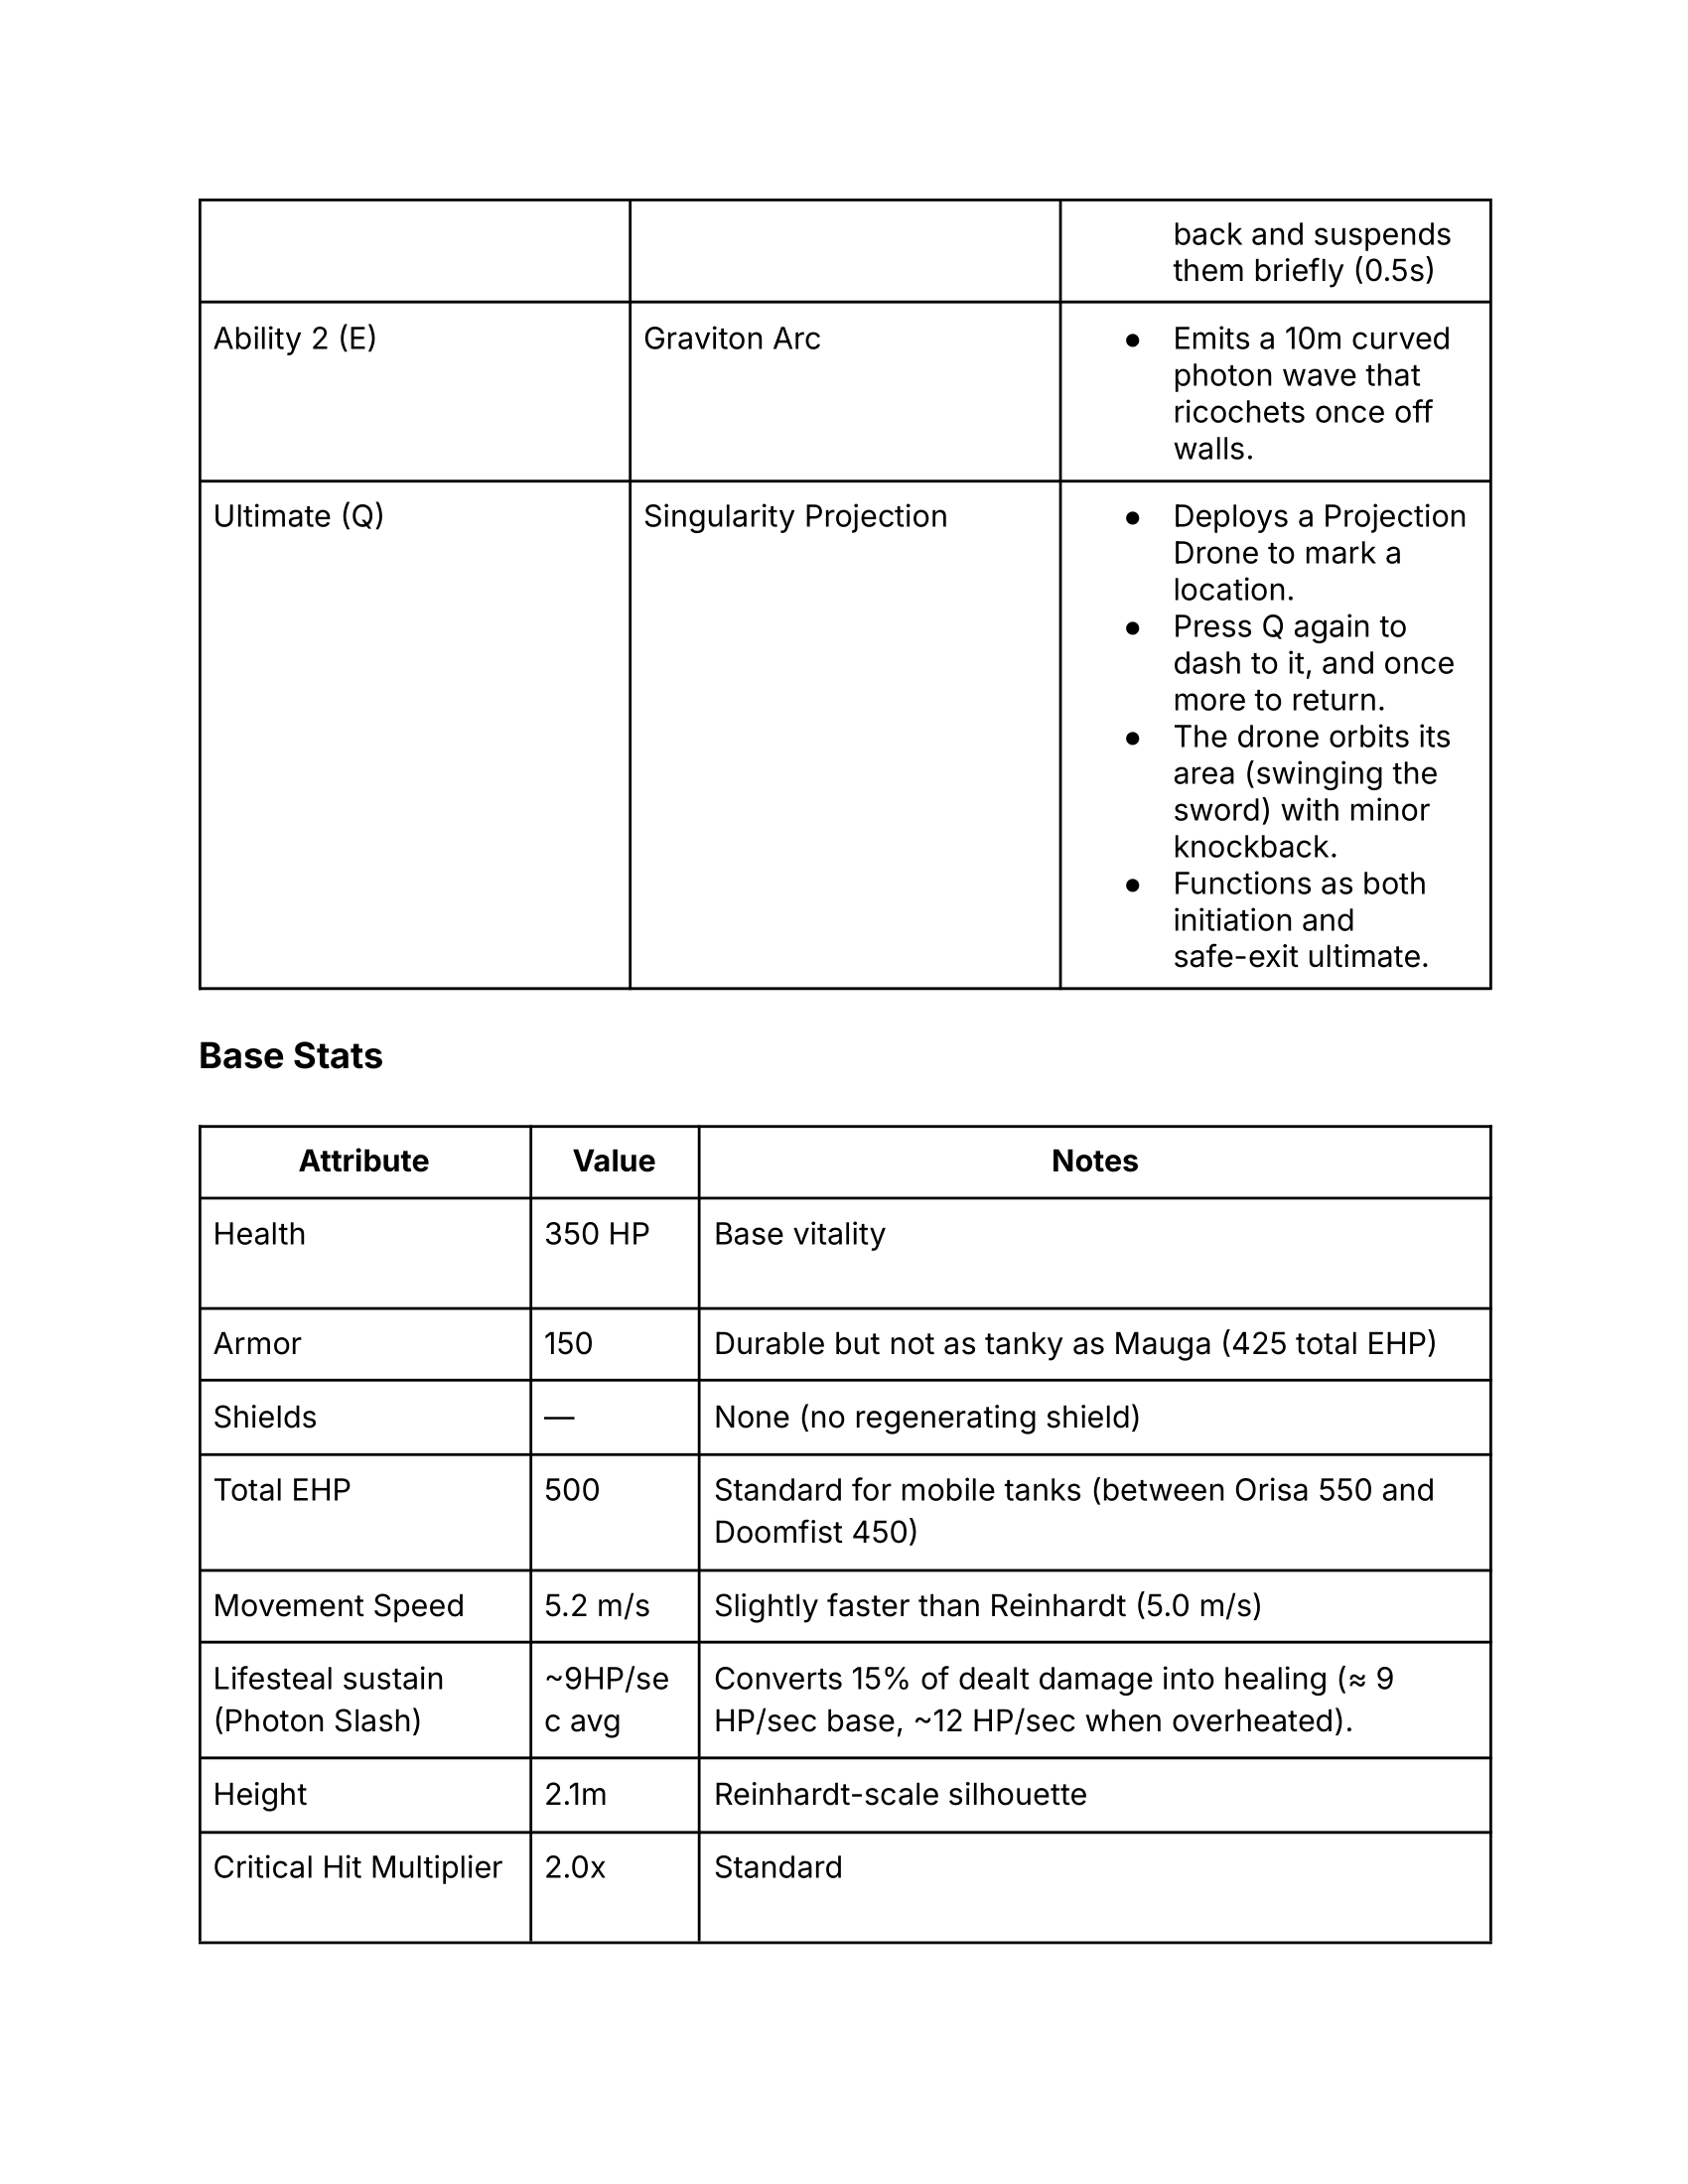 back and suspends
them briefly (0.5s)
Ability 2 (E)
Graviton Arc
● Emits a 10m curved
photon wave that
ricochets once off
walls.
Ultimate (Q)
Singularity Projection
● Deploys a Projection
Drone to mark a
location.
● Press Q again to
dash to it, and once
more to return.
● The drone orbits its
area (swinging the
sword) with minor
knockback.
● Functions as both
initiation and
safe-exit ultimate.
Base Stats
Attribute Value Notes
Health 350 HP Base vitality
Armor 150 Durable but not as tanky as Mauga (425 total EHP)
Shields — None (no regenerating shield)
Total EHP 500 Standard for mobile tanks (between Orisa 550 and
Doomfist 450)
Movement Speed 5.2 m/s Slightly faster than Reinhardt (5.0 m/s)
Lifesteal sustain ~9HP/se Converts 15% of dealt damage into healing (≈ 9
(Photon Slash) c avg HP/sec base, ~12 HP/sec when overheated).
Height 2.1m Reinhardt-scale silhouette
Critical Hit Multiplier 2.0x Standard